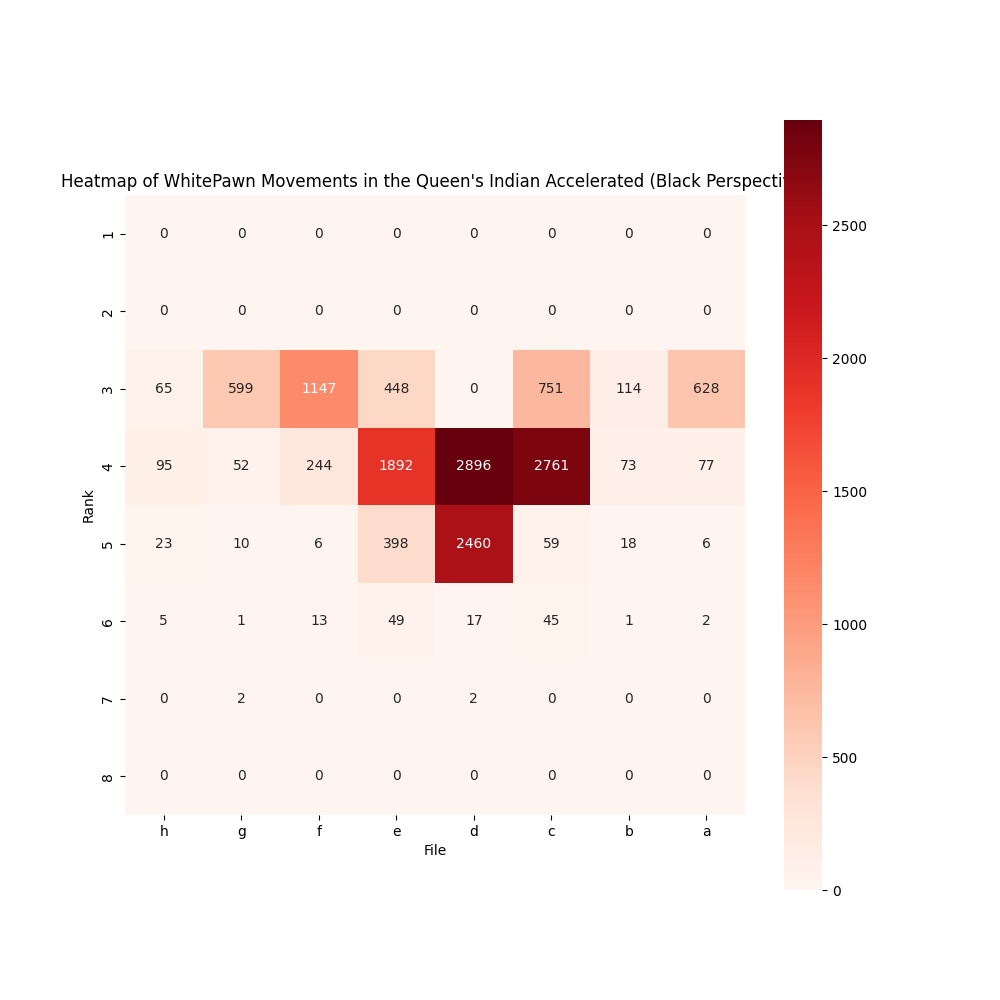 Heatmap of WhitePawn Movements in the Queen's Indian Accelerated (Black Perspecti
1 0 0 0 0 0 0 0 0
2 0 0 0 0 0 0 0 0
3 65 599 1147 448 0 751 114 628
4 95 52 244 1892 2896 2761 73 77
5 23 10 6 398 2460 59 18 6
6 5 1 13 49 17 45 1 2
7 0 2 0 0 2 0 0 0
8 0 0 0 0 0 0 0 0
h g f e d c b a
File
Rank
2500
2000
1500
1000
500
0